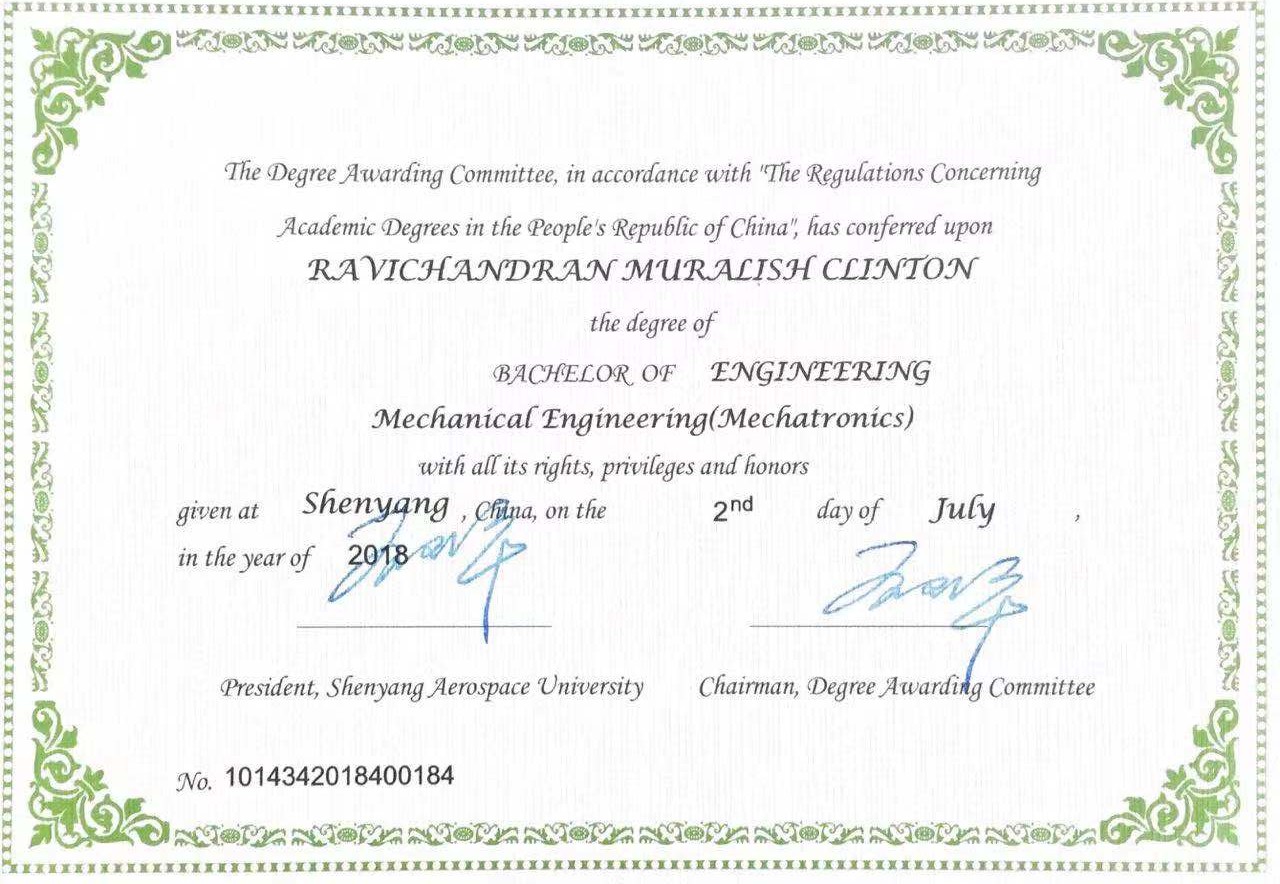 The Degree Awarding Committee, in accordance with "The Regulations Concerning
Academic Degrees in the People's Republic of China", has conferred upon
RAVICHANDRAN MURALISH CLINTON
the degree of
BACHELOR OF ENGINEERING
Mechanical Engineering(Mechatronics)
with all its rights, privileges and honors
given at Shenyang , China, on the 2nd day of July ,
in the year of 2018
President, Shenyang Aerospace University Chairman, Degree Awarding Committee
No. 1014342018400184